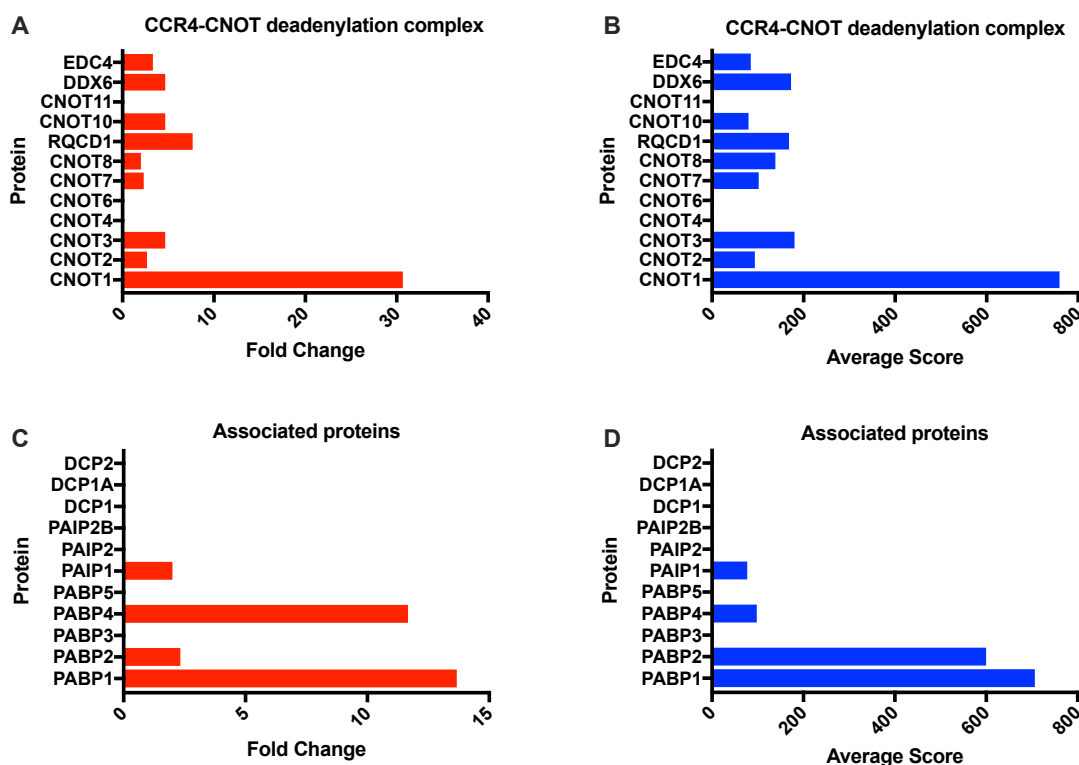 A
CCR4-CNOT deadenylation complex
Protein
EDC4
DDX6
CNOT11
CNOT10
RQCD1
CNOT8
CNOT7
CNOT6
CNOT4
CNOT3
CNOT2
CNOT1
0 10 20 30 40
Fold Change
B
CCR4-CNOT deadenylation complex
Protein
EDC4
DDX6
CNOT11
CNOT10
RQCD1
CNOT8
CNOT7
CNOT6
CNOT4
CNOT3
CNOT2
CNOT1
0 200 400 600 800
Average Score
C
Associated proteins
Protein
DCP2
DCP1A
DCP1
PAIP2B
PAIP2
PAIP1
PABP5
PABP4
PABP3
PABP2
PABP1
0 5 10 15
Fold Change
D
Associated proteins
Protein
DCP2
DCP1A
DCP1
PAIP2B
PAIP2
PAIP1
PABP5
PABP4
PABP3
PABP2
PABP1
0 200 400 600 800
Average Score